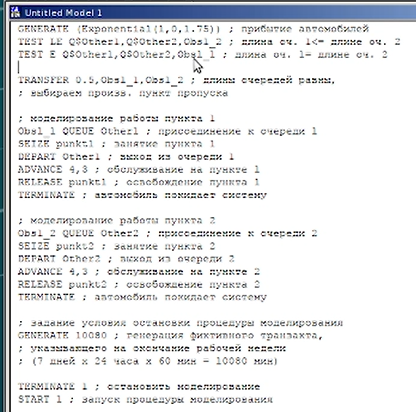 Untitled Model 1
GENERATE (Exponential(1,0,1.75)) ; прибытие автомобилей
TEST LE Q$Other1,Q$Other2,Obsl_2 ; длина оч. 1<= длине оч. 2
TEST E Q$Other1,Q$Other2,Obsl_1 ; длина оч. 1= длине оч. 2
TRANSFER 0.5,Obsl_1,Obsl_2 ; длины очередей равны,
; выбираем произв. пункт пропуска
; моделирование работы пункта 1
Obsl_1 QUEUE Other1 ; присоединение к очереди 1
SEIZE punkt1 ; занятие пункта 1
DEPART Other1 ; выход из очереди 1
ADVANCE 4,3 ; обслуживание на пункте 1
RELEASE punkt1 ; освобождение пункта 1
TERMINATE ; автомобиль покидает систему
; моделирование работы пункта 2
Obsl_2 QUEUE Other2 ; присоединение к очереди 2
SEIZE punkt2 ; занятие пункта 2
DEPART Other2 ; выход из очереди 2
ADVANCE 4,3 ; обслуживание на пункте 2
RELEASE punkt2 ; освобождение пункта 2
TERMINATE ; автомобиль покидает систему
; задание условия остановки процедуры моделирования
GENERATE 10080 ; генерация фиктивного транзакта,
; указывающего на окончание рабочей недели
; (7 дней x 24 часа x 60 мин = 10080 мин)
TERMINATE 1 ; остановить моделирование
START 1 ; запуск процедуры моделирования